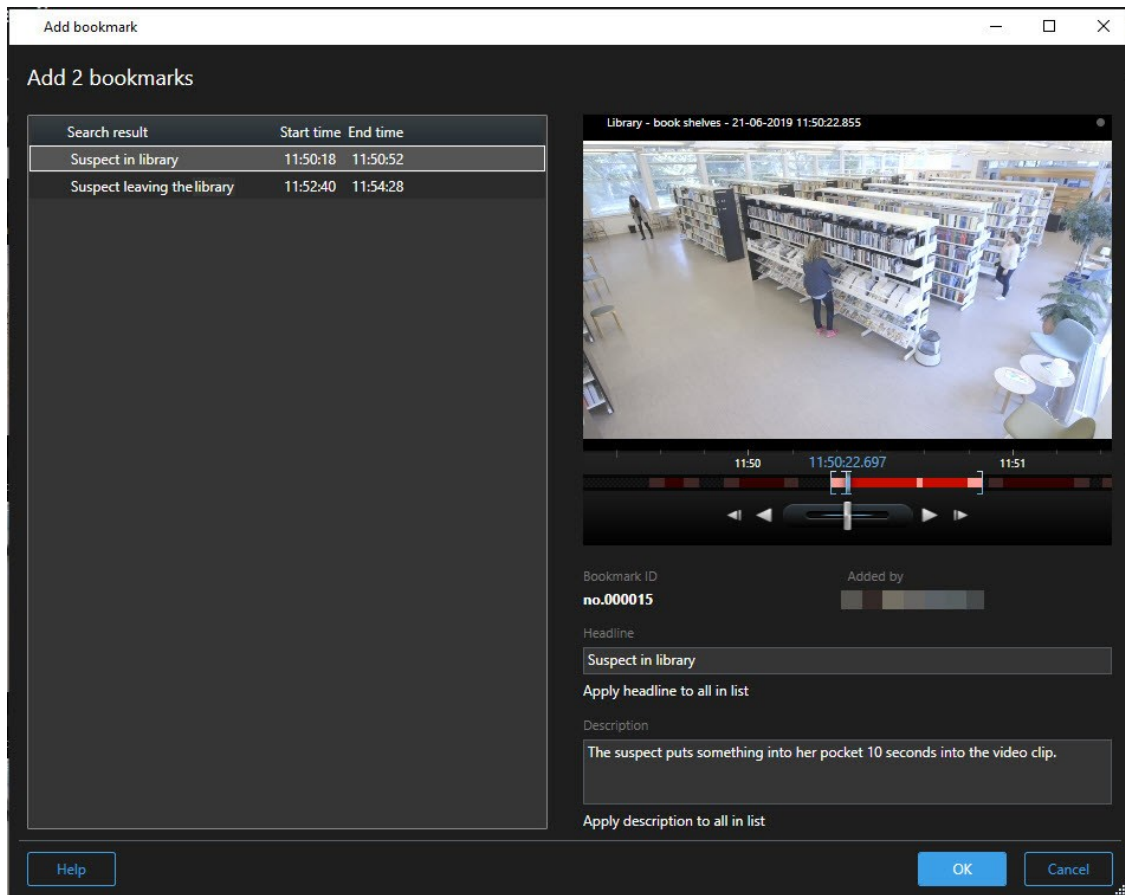 Add bookmark
Add 2 bookmarks
Search result Start time End time
Suspect in library 11:50:18 11:50:52
Suspect leaving the library 11:52:40 11:54:28
Library - book shelves - 21-06-2019 11:50:22.855
11:50 11:50:22.697 11:51
Bookmark ID Added by
no.000015
Headline
Suspect in library
Apply headline to all in list
Description
The suspect puts something into her pocket 10 seconds into the video clip.
Apply description to all in list
Help OK Cancel